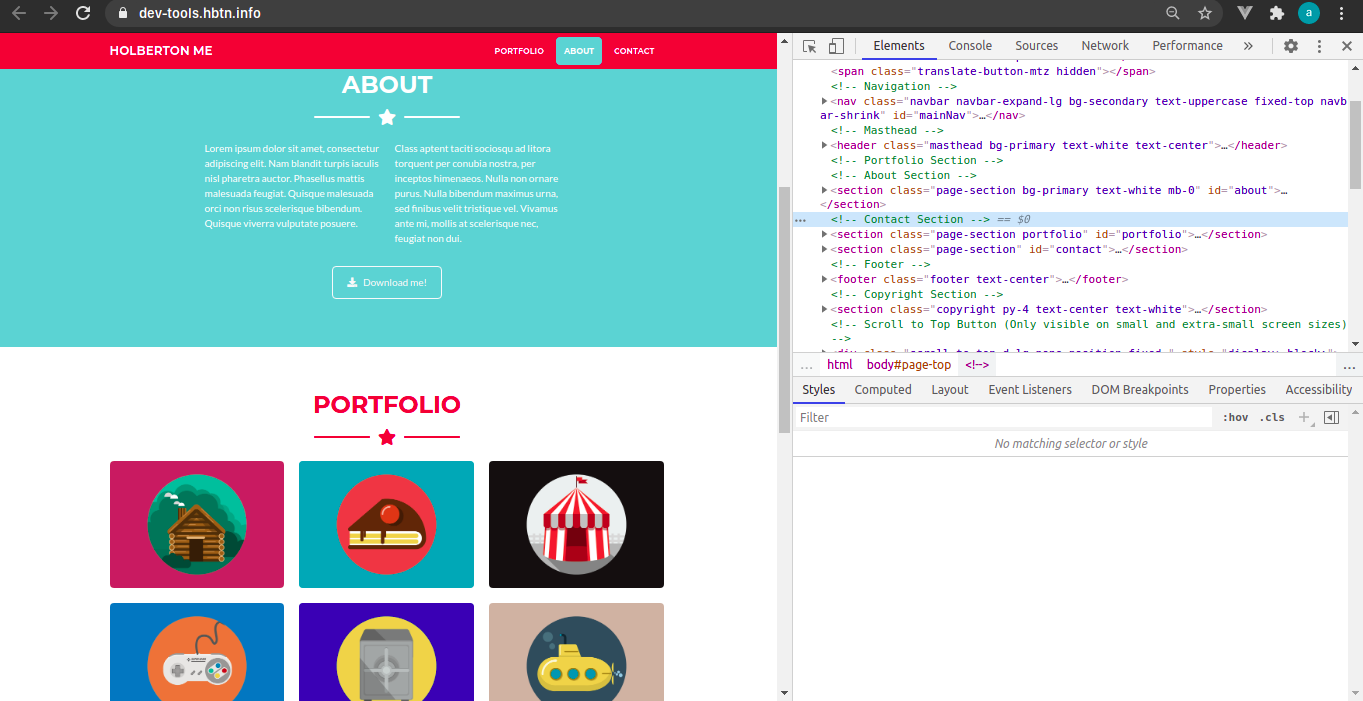 dev-tools.hbtn.info
a
HOLBERTON ME
PORTFOLIO ABOUT CONTACT
ABOUT
Lorem ipsum dolor sit amet, consectetur
adipiscing elit. Nam blandit turpis iaculis
nisl pharetra auctor. Phasellus mattis
malesuada feugiat. Quisque malesuada
orci non risus scelerisque bibendum.
Quisque viverra vulputate posuere.
Class aptent taciti sociosqu ad litora
torquent per conubia nostra, per
inceptos himenaeos. Nulla non ornare
purus. Nulla bibendum maximus urna,
sed finibus velit tristique vel. Vivamus
ante mi, mollis at scelerisque nec,
feugiat non dui.
Download me!
PORTFOLIO
Elements Console Sources Network Performance »
<span class="translate-button-mtz hidden"></span>
<!-- Navigation -->
<nav class="navbar navbar-expand-lg bg-secondary text-uppercase fixed-top navb
ar-shrink" id="mainNav">…</nav>
<!-- Masthead -->
<header class="masthead bg-primary text-white text-center">…</header>
<!-- Portfolio Section -->
<!-- About Section -->
<section class="page-section bg-primary text-white mb-0" id="about">…
</section>
<!-- Contact Section --> == $0
<section class="page-section portfolio" id="portfolio">…</section>
<section class="page-section" id="contact">…</section>
<!-- Footer -->
<footer class="footer text-center">…</footer>
<!-- Copyright Section -->
<section class="copyright py-4 text-center text-white">…</section>
<!-- Scroll to Top Button (Only visible on small and extra-small screen sizes)
-->
… html body#page-top <!--> …
Styles Computed Layout Event Listeners DOM Breakpoints Properties Accessibility
Filter :hov .cls +
No matching selector or style